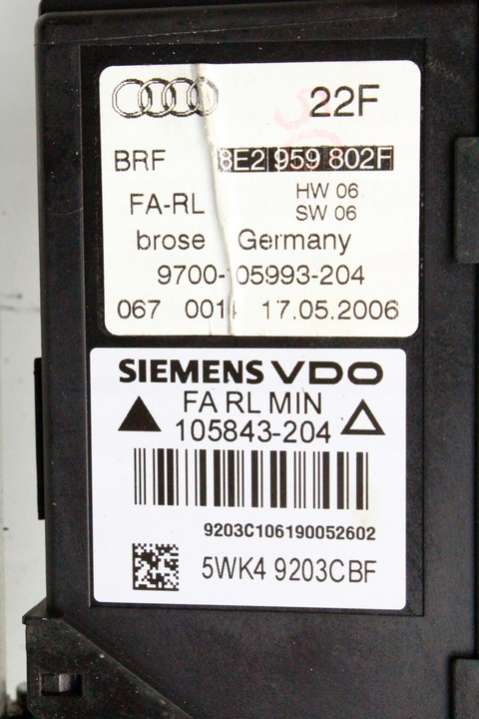 22F
BRF 8E2 959 802F
FA-RL HW 06
SW 06
brose Germany
9700-105993-204
067 0014 17.05.2006
SIEMENS VDO
FA RL MIN
105843-204
9203C106190052602
5WK4 9203CBF